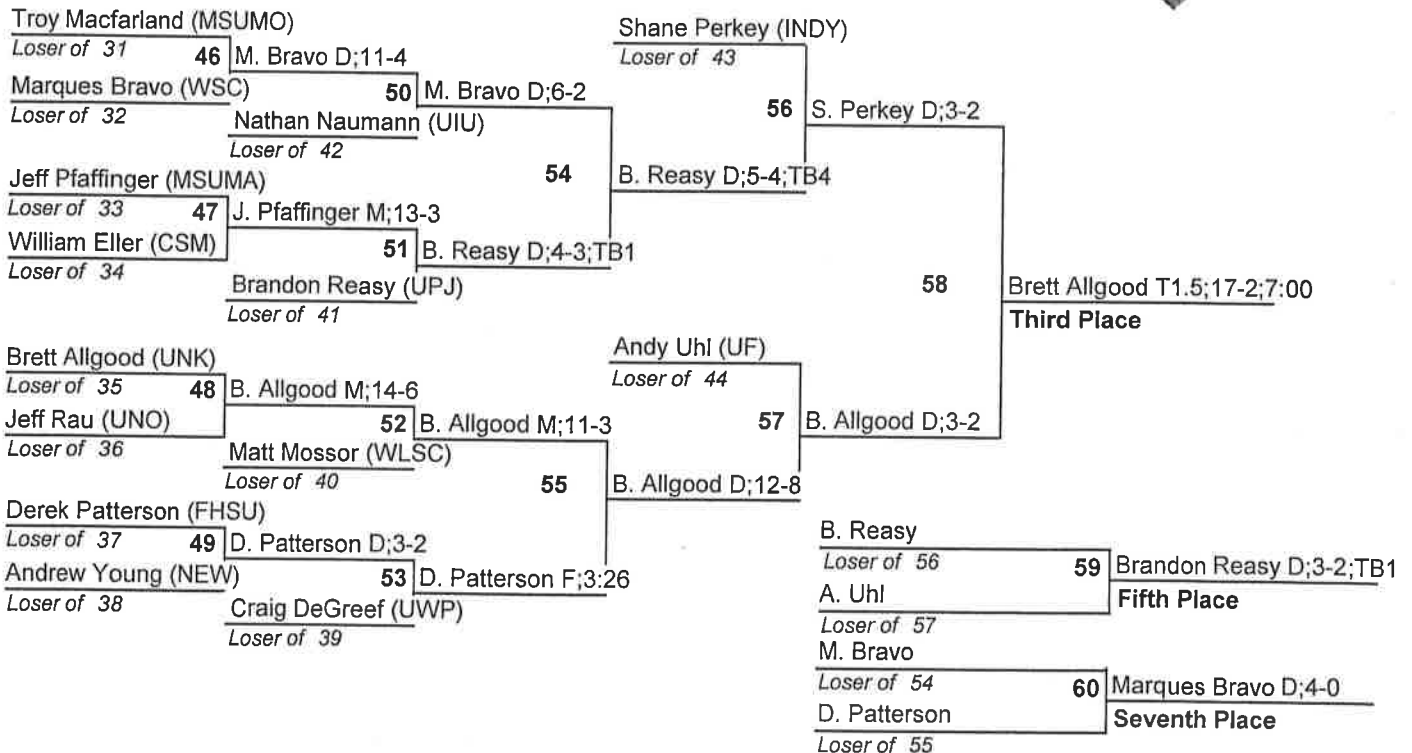 Troy Macfarland (MSUMO)
Loser of 31
46
M. Bravo D;11-4
Marques Bravo (WSC)
Loser of 32
50
M. Bravo D;6-2
Nathan Naumann (UIU)
Loser of 42
Jeff Pfaffinger (MSUMA)
Loser of 33
47
J. Pfaffinger M;13-3
William Eller (CSM)
Loser of 34
51
B. Reasy D;4-3;TB1
Brandon Reasy (UPJ)
Loser of 41
54
B. Reasy D;5-4;TB4
Shane Perkey (INDY)
Loser of 43
56
S. Perkey D;3-2
Brett Allgood (UNK)
Loser of 35
48
B. Allgood M;14-6
Jeff Rau (UNO)
Loser of 36
52
B. Allgood M;11-3
Matt Mossor (WLSC)
Loser of 40
Derek Patterson (FHSU)
Loser of 37
49
D. Patterson D;3-2
Andrew Young (NEW)
Loser of 38
53
D. Patterson F;3:26
Craig DeGreef (UWP)
Loser of 39
55
B. Allgood D;12-8
Andy Uhl (UF)
Loser of 44
57
B. Allgood D;3-2
58
Brett Allgood T1.5;17-2;7:00
Third Place
B. Reasy
Loser of 56
59
Brandon Reasy D;3-2;TB1
A. Uhl
Fifth Place
Loser of 57
M. Bravo
Loser of 54
60
Marques Bravo D;4-0
D. Patterson
Seventh Place
Loser of 55